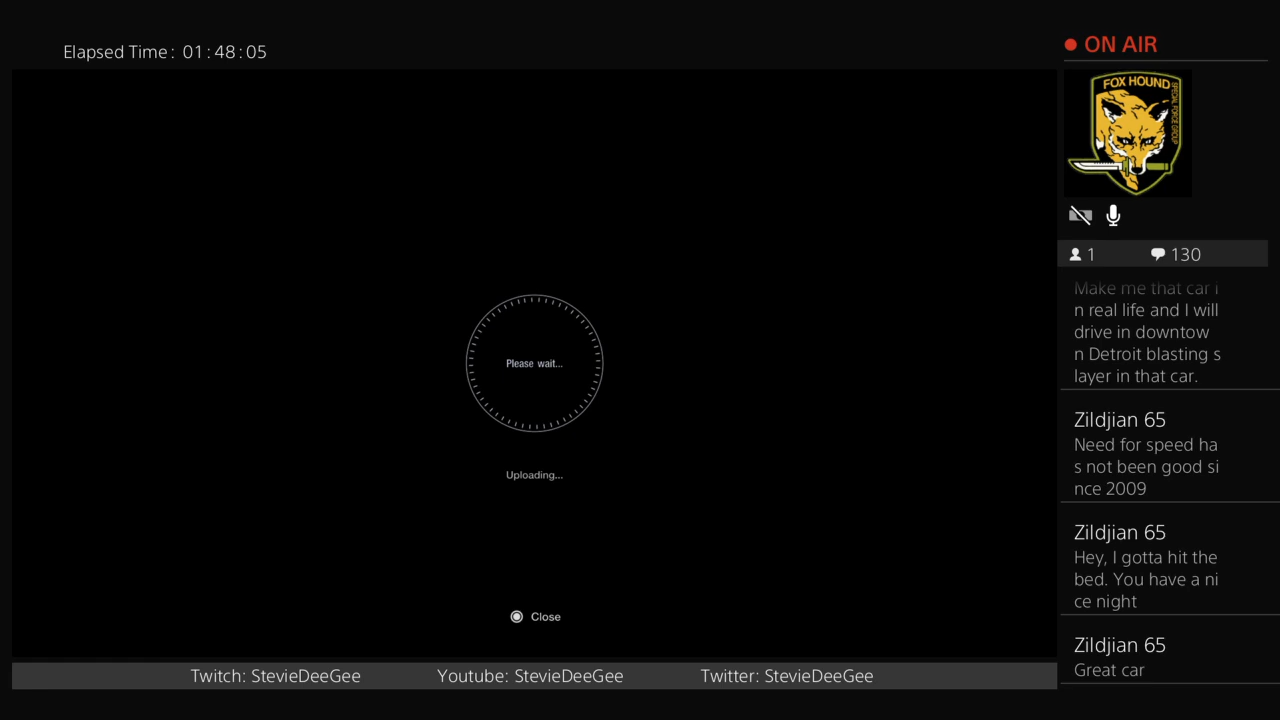 Elapsed Time: 01:48:05
ON AIR
FOX HOUND
SPECIAL FORCE GROUP
1 130
Make me that car i
n real life and I will
drive in downtow
n Detroit blasting s
layer in that car.
Zildjian 65
Need for speed ha
s not been good si
nce 2009
Zildjian 65
Hey, I gotta hit the
bed. You have a ni
ce night
Zildjian 65
Great car
Please wait...
Uploading...
Close
Twitch: StevieDeeGee Youtube: StevieDeeGee Twitter: StevieDeeGee